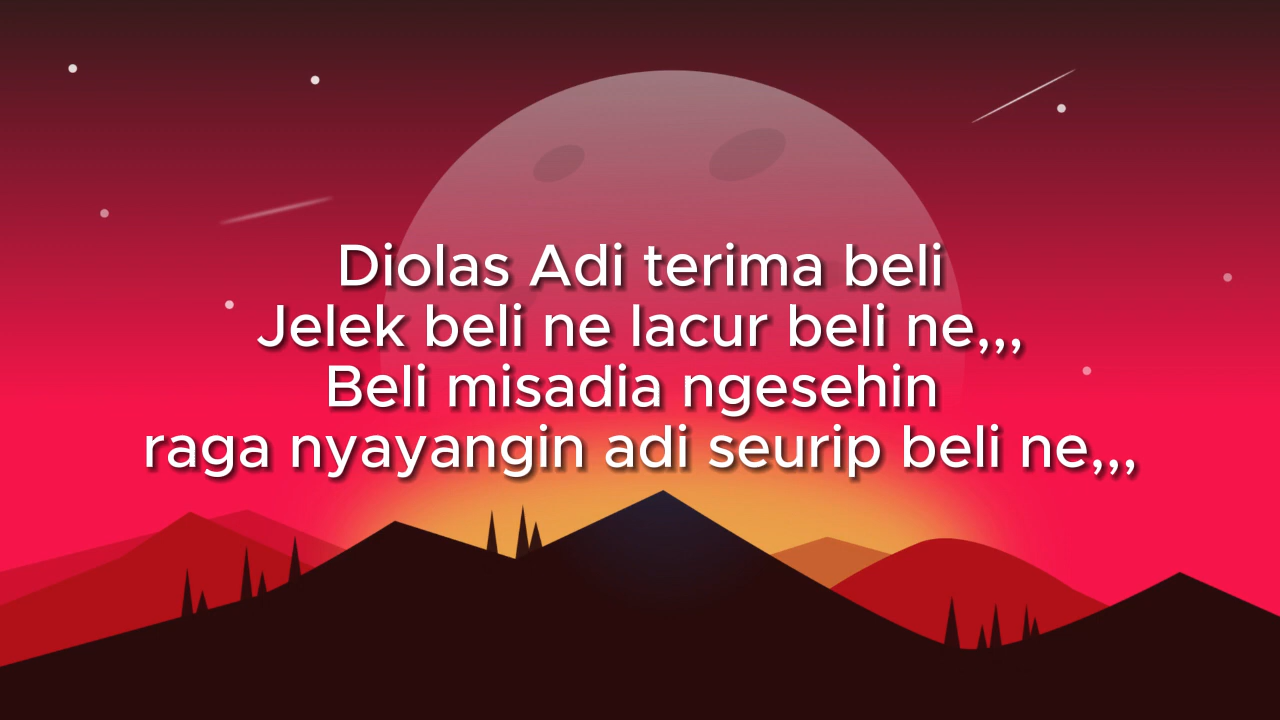 Diolas Adi terima beli
Jelek beli ne lacur beli ne,,,
Beli misadia ngesehin
raga nyayangin adi seurip beli ne,,,